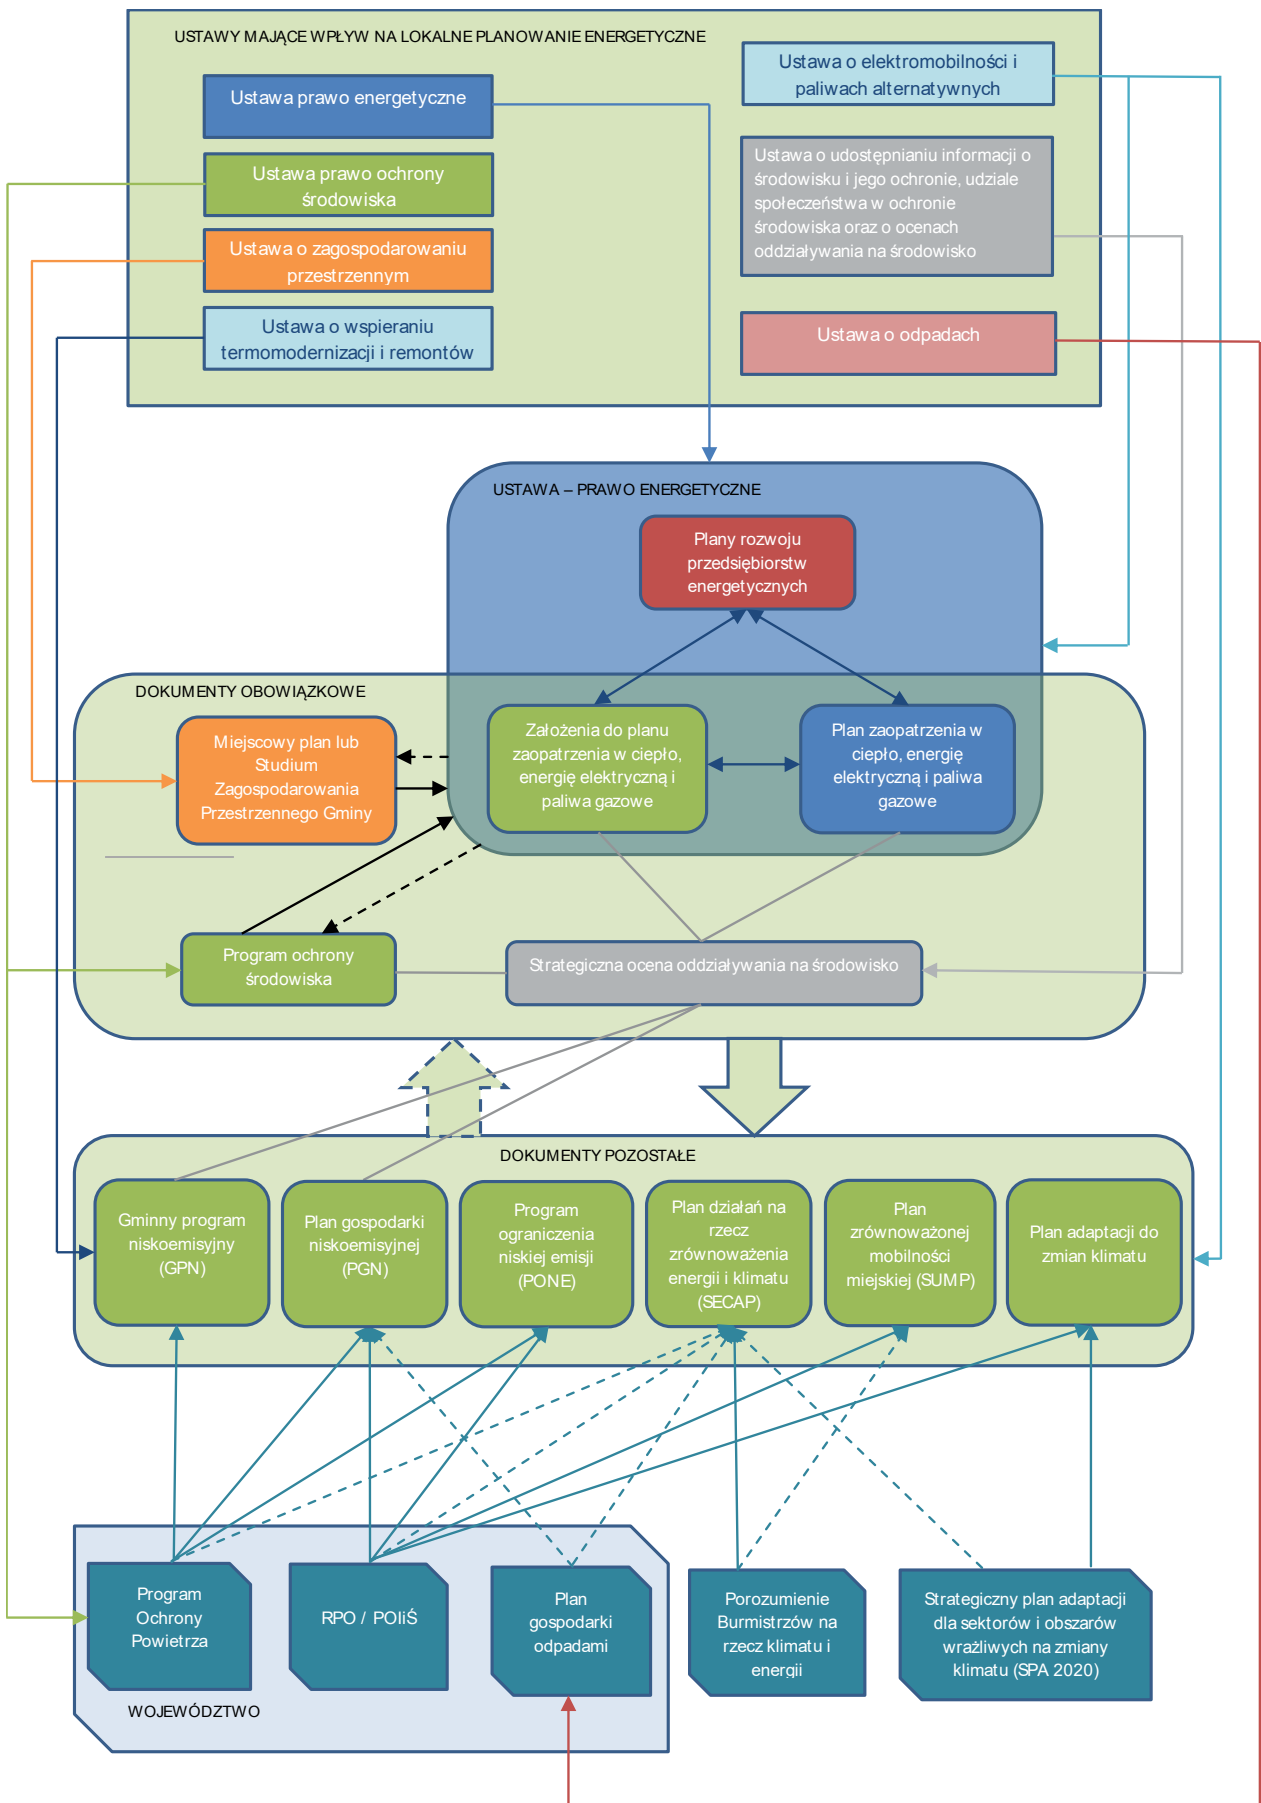 USTAWY MAJĄCE WPŁYW NA LOKALNE PLANOWANIE ENERGETYCZNE
Ustawa prawo energetyczne
Ustawa prawo ochrony
środowiska
Ustawa o zagospodarowaniu
przestrzennym
Ustawa o wspieraniu
termomodernizacji i remontów
Ustawa o elektromobilności i
paliwach alternatywnych
Ustawa o udostępnianiu informacji o
środowisku i jego ochronie, udziale
społeczeństwa w ochronie
środowiska oraz o ocenach
oddziaływania na środowisko
Ustawa o odpadach
USTAWA – PRAWO ENERGETYCZNE
Plany rozwoju
przedsiębiorstw
energetycznych
DOKUMENTY OBOWIĄZKOWE
Miejscowy plan lub
Studium
Zagospodarowania
Przestrzennego Gminy
Założenia do planu
zaopatrzenia w ciepło,
energię elektryczną i
paliwa gazowe
Plan zaopatrzenia w
ciepło, energię
elektryczną i paliwa
gazowe
Program ochrony
środowiska
Strategiczna ocena oddziaływania na środowisko
DOKUMENTY POZOSTAŁE
Gminny program
niskoemisyjny
(GPN)
Plan gospodarki
niskoemisyjnej
(PGN)
Program
ograniczenia
niskiej emisji
(PONE)
Plan działań na
rzecz
zrównoważenia
energii i klimatu
(SECAP)
Plan
zrównoważonej
mobilności
miejskiej (SUMP)
Plan adaptacji do
zmian klimatu
Program
Ochrony
Powietrza
RPO / POIiŚ
Plan
gospodarki
odpadami
Porozumienie
Burmistrzów na
rzecz klimatu i
energii
Strategiczny plan adaptacji
dla sektorów i obszarów
wrażliwych na zmiany
klimatu (SPA 2020)
WOJEWÓDZTWO